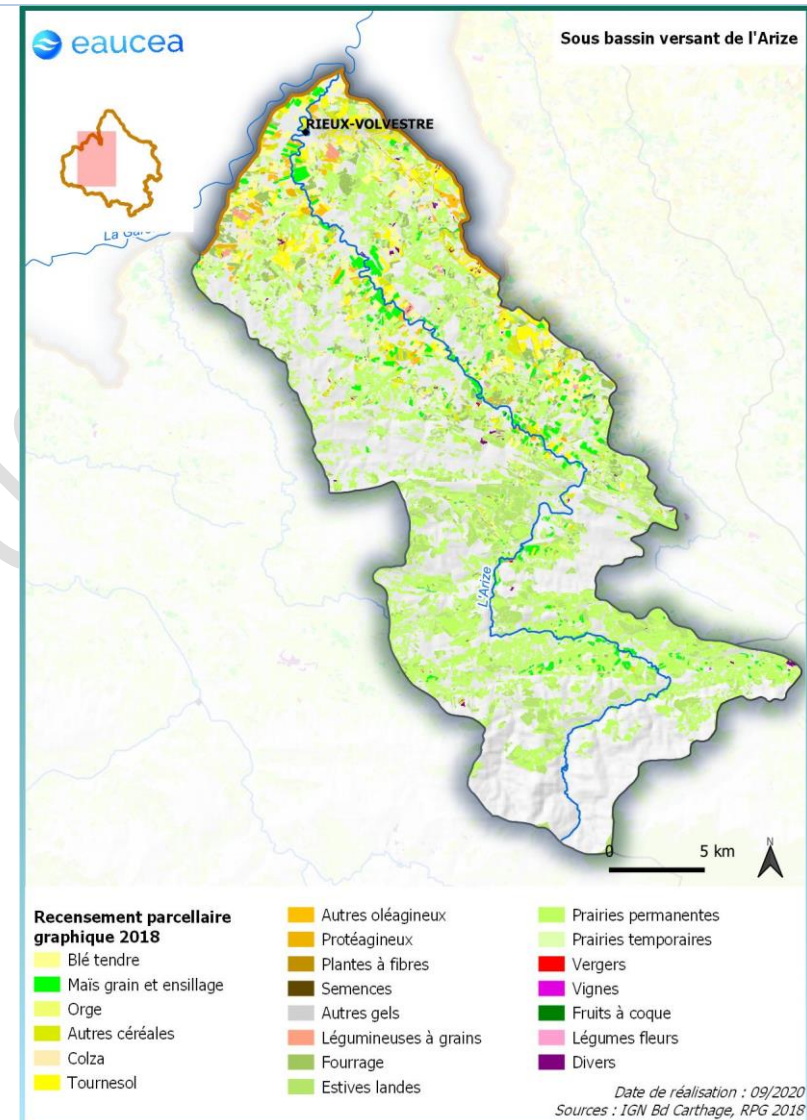 eaucea
Sous bassin versant de l'Arize
RIEUX-VOLVESTRE
La Gar
L'Arize
0 5 km
N
Recensement parcellaire
graphique 2018
Blé tendre
Maïs grain et ensillage
Orge
Autres céréales
Colza
Tournesol
Autres oléagineux
Protéagineux
Plantes à fibres
Semences
Autres gels
Légumineuses à grains
Fourrage
Estives landes
Prairies permanentes
Prairies temporaires
Vergers
Vignes
Fruits à coque
Légumes fleurs
Divers
Date de réalisation : 09/2020
Sources : IGN Bd Carthage, RPG 2018